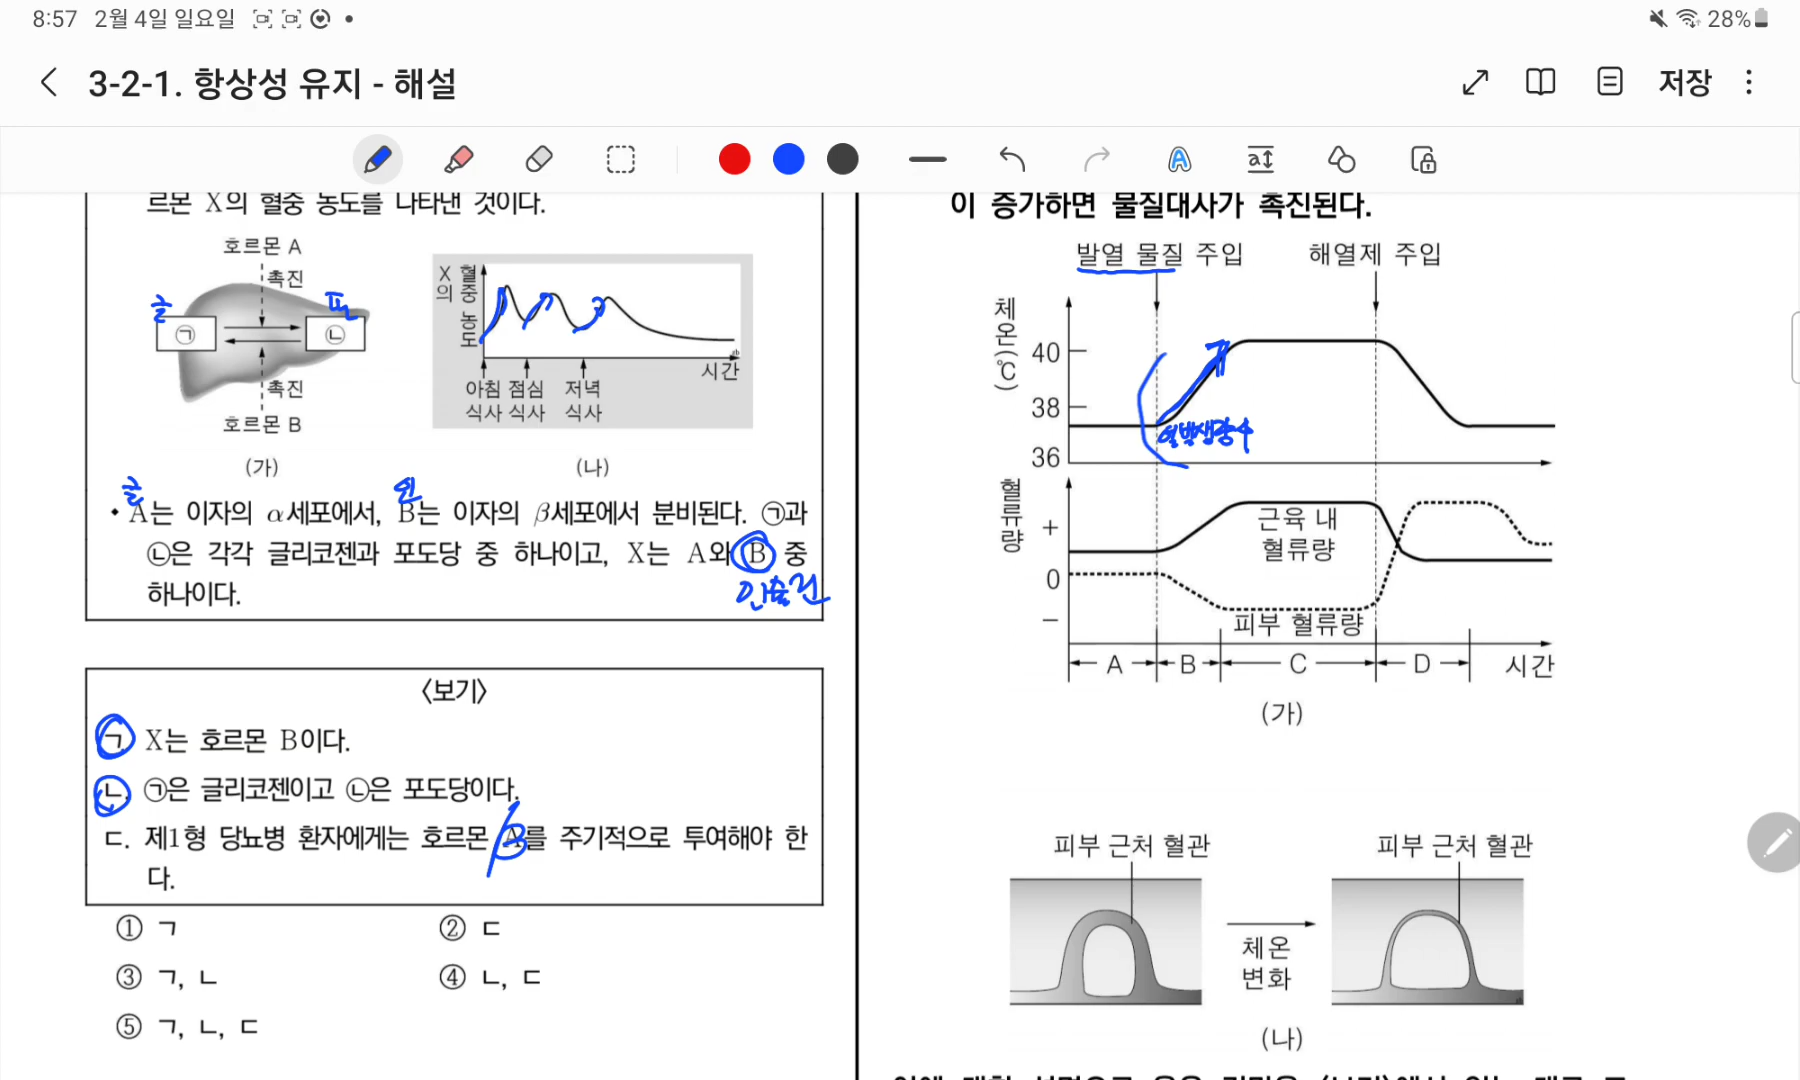 8:57 2월 4일 일요일
28%
3-2-1. 항상성 유지 - 해설
저장
르몬 X의 혈중 농도를 나타낸 것이다.
호르몬 A
촉진
글
㉠
㉡
촉진
호르몬 B
(가)
X의 혈중 농도
시간
아침 식사
점심 식사
저녁 식사
(나)
글
인
• A는 이자의 α세포에서, B는 이자의 β세포에서 분비된다. ㉠과
㉡은 각각 글리코젠과 포도당 중 하나이고, X는 A와 B 중
하나이다.
인슐린
〈보기〉
ㄱ. X는 호르몬 B이다.
ㄴ. ㉠은 글리코젠이고 ㉡은 포도당이다.
ㄷ. 제1형 당뇨병 환자에게는 호르몬 A를 주기적으로 투여해야 한
다.
B
① ㄱ
② ㄷ
③ ㄱ, ㄴ
④ ㄴ, ㄷ
⑤ ㄱ, ㄴ, ㄷ
이 증가하면 물질대사가 촉진된다.
발열 물질 주입
해열제 주입
체온(℃)
40
38
36
열발생량↑
혈류량
+
0
−
근육 내
혈류량
피부 혈류량
A
B
C
D
시간
(가)
피부 근처 혈관
피부 근처 혈관
체온
변화
(나)